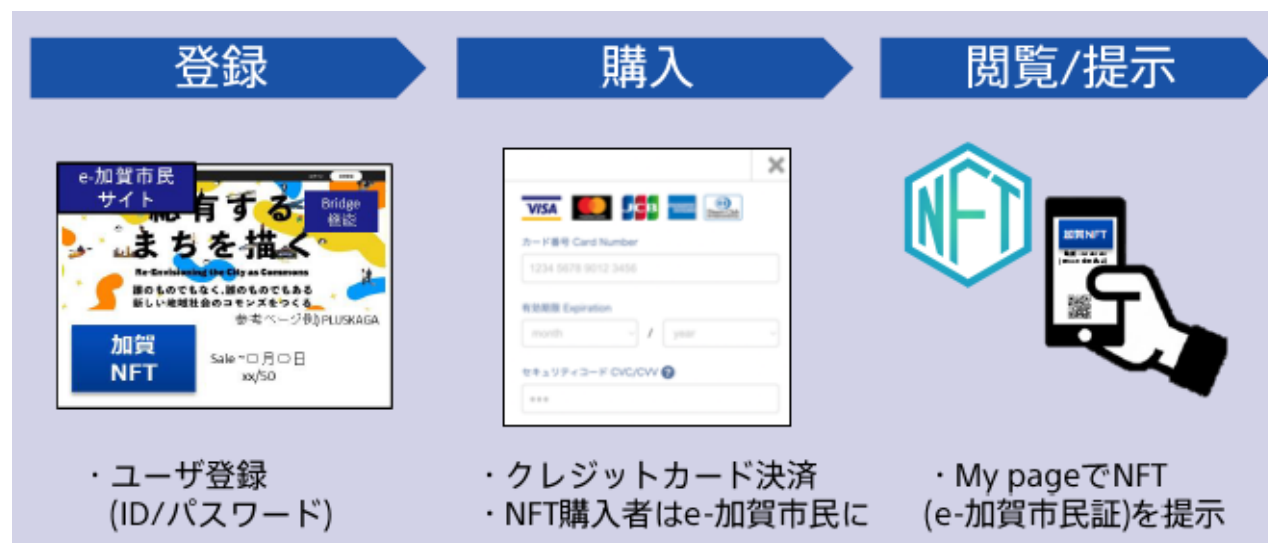 登録
購入
閲覧/提示
e-加賀市民
サイト
Bridge
機能
有する
まちを描く
Re-Envisioning the City as Commons
誰のものでもなく、誰のものでもある
新しい地域社会のコモンズをつくる
参考ページ例)PLUSKAGA
加賀
NFT
Sale ~□月〇日
xx/50
VISA
JCB
カード番号 Card Number
1234 5678 9012 3456
有効期限 Expiration
month / year
セキュリティコード CVC/CVV ?
NFT
加賀NFT
・ユーザ登録
(ID/パスワード)
・クレジットカード決済
・NFT購入者はe-加賀市民に
・My pageでNFT
(e-加賀市民証)を提示